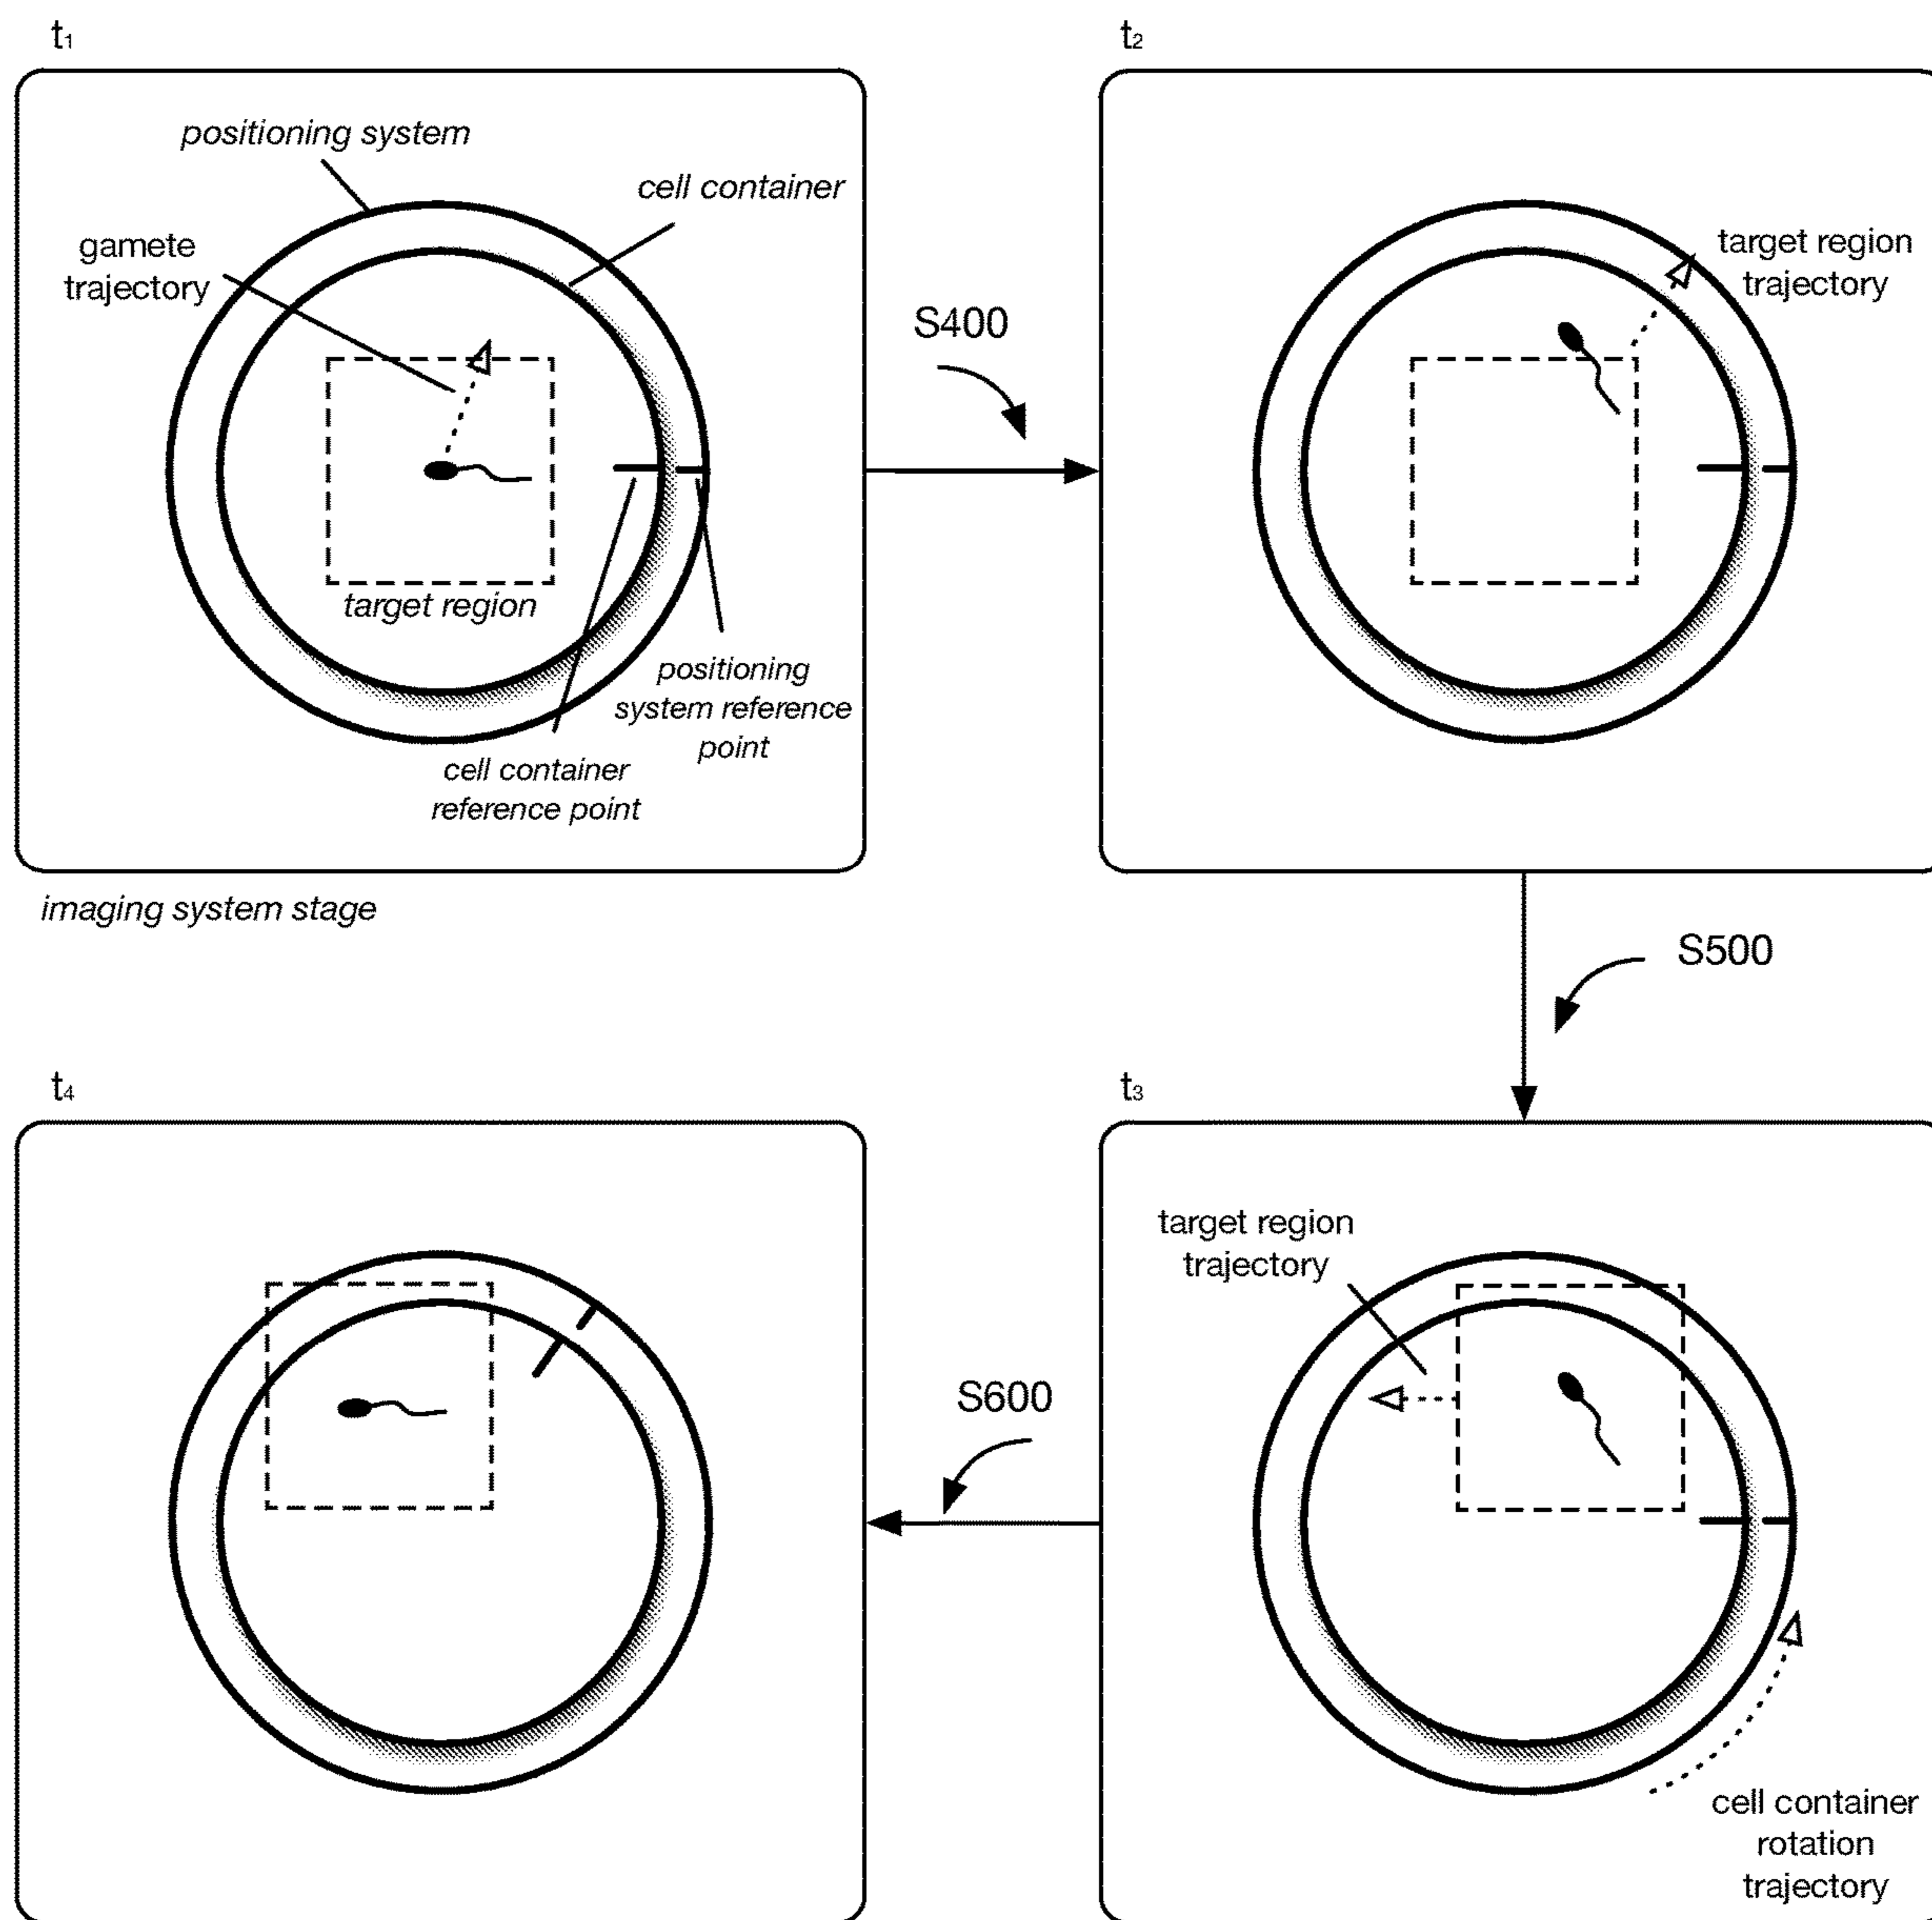 t₁
positioning system
cell container
gamete
trajectory
target region
positioning
system reference
point
cell container
reference point
imaging system stage
S400
t₂
target region
trajectory
S500
t₄
S600
t₃
target region
trajectory
cell container
rotation
trajectory